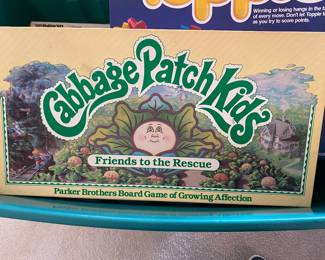 Topple
Winning or losing hangs in the b
of every move. Don't let Topple t
as you try to score points.
Cabbage Patch Kids
Friends to the Rescue
Parker Brothers Board Game of Growing Affection